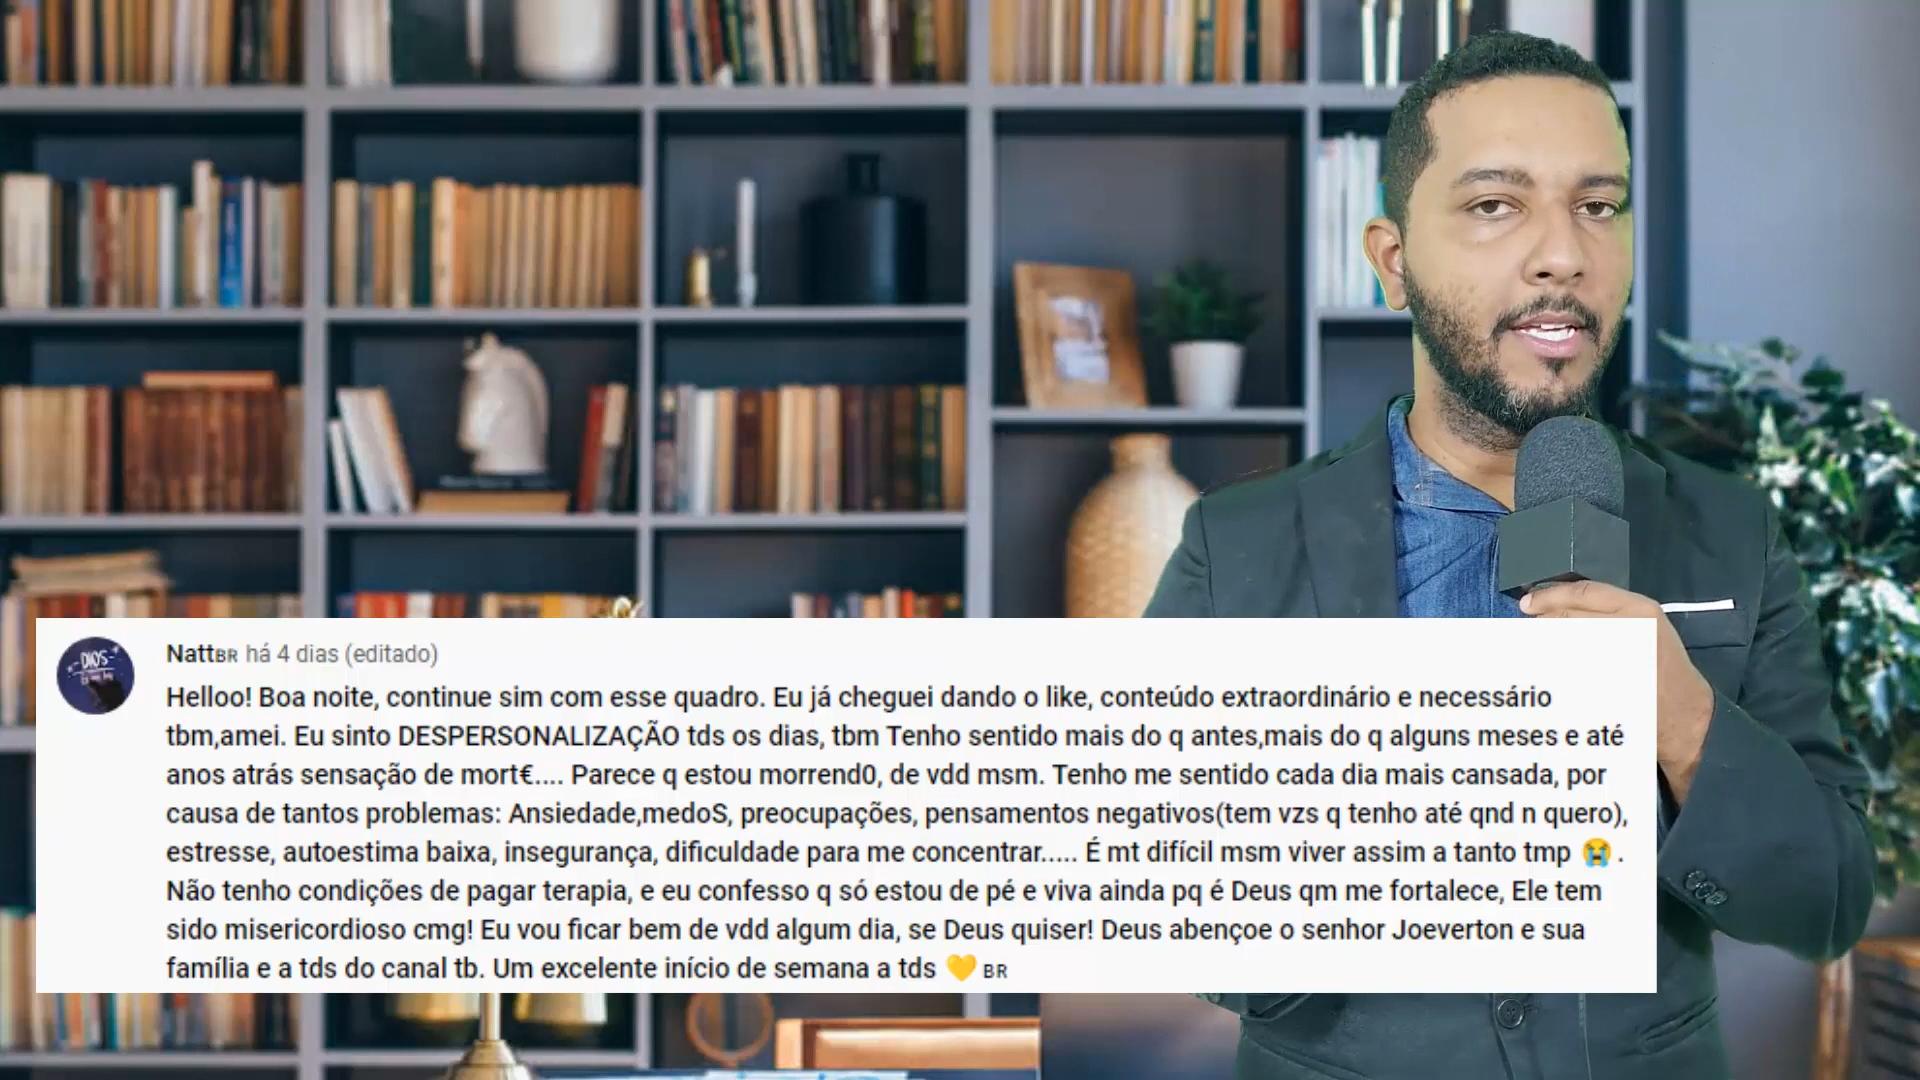 DIOS
NattBR há 4 dias (editado)
Helloo! Boa noite, continue sim com esse quadro. Eu já cheguei dando o like, conteúdo extraordinário e necessário
tbm,amei. Eu sinto DESPERSONALIZAÇÃO tds os dias, tbm Tenho sentido mais do q antes,mais do q alguns meses e até
anos atrás sensação de mort€.... Parece q estou morrend0, de vdd msm. Tenho me sentido cada dia mais cansada, por
causa de tantos problemas: Ansiedade,medoS, preocupações, pensamentos negativos(tem vzs q tenho até qnd n quero),
estresse, autoestima baixa, insegurança, dificuldade para me concentrar..... É mt difícil msm viver assim a tanto tmp 😭 .
Não tenho condições de pagar terapia, e eu confesso q só estou de pé e viva ainda pq é Deus qm me fortalece, Ele tem
sido misericordioso cmg! Eu vou ficar bem de vdd algum dia, se Deus quiser! Deus abençoe o senhor Joeverton e sua
família e a tds do canal tb. Um excelente início de semana a tds 💛 BR